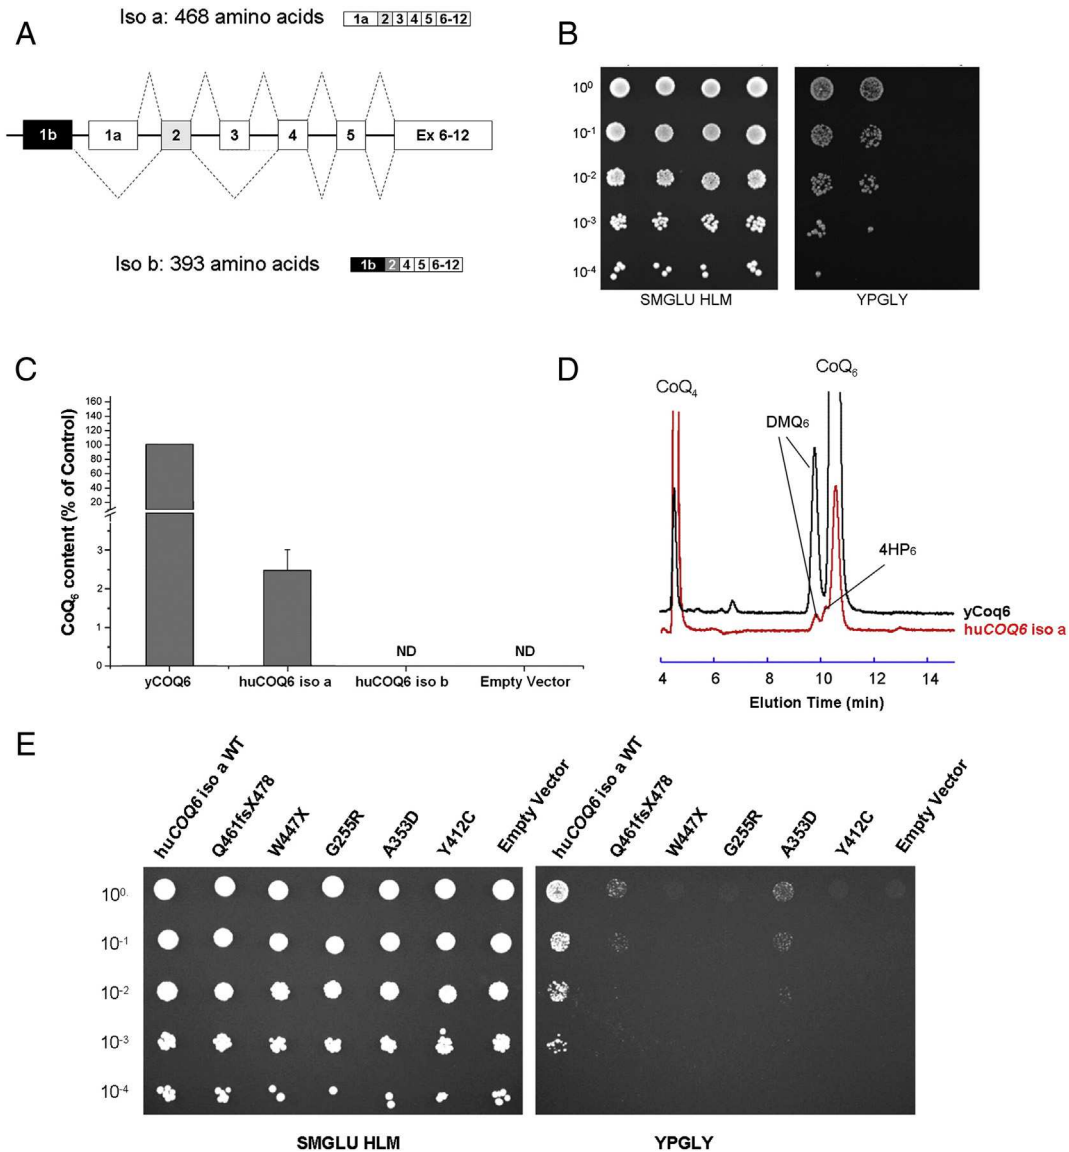 A
Iso a: 468 amino acids
1a 2 3 4 5 6-12
1b 1a 2 3 4 5 Ex 6-12
Iso b: 393 amino acids
1b 2 4 5 6-12
B
10⁰
10⁻¹
10⁻²
10⁻³
10⁻⁴
SMGLU HLM
YPGLY
C
CoQ₆ content (% of Control)
160
140
120
100
80
60
40
20
3
2
1
0
ND
ND
yCOQ6
huCOQ6 iso a
huCOQ6 iso b
Empty Vector
D
CoQ₄
CoQ₆
DMQ₆
4HP₆
yCoq6
huCOQ6 iso a
4 6 8 10 12 14
Elution Time (min)
E
huCOQ6 iso a WT
Q461fsX478
W447X
G255R
A353D
Y412C
Empty Vector
huCOQ6 iso a WT
Q461fsX478
W447X
G255R
A353D
Y412C
Empty Vector
10⁰·
10⁻¹
10⁻²
10⁻³
10⁻⁴
SMGLU HLM
YPGLY